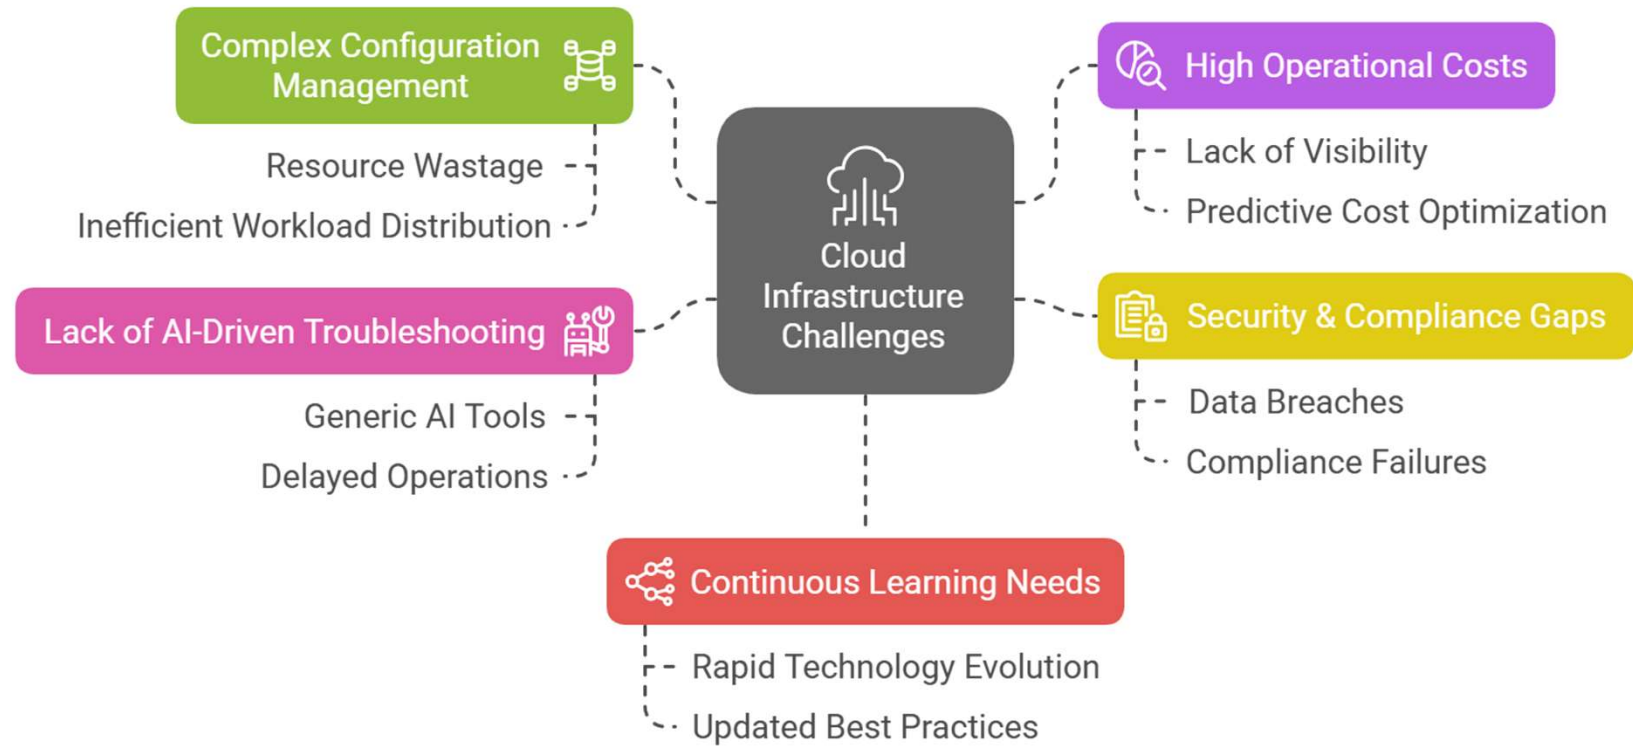 Complex Configuration
Management
Resource Wastage
Inefficient Workload Distribution
Lack of AI-Driven Troubleshooting
Generic AI Tools
Delayed Operations
Cloud
Infrastructure
Challenges
High Operational Costs
Lack of Visibility
Predictive Cost Optimization
Security & Compliance Gaps
Data Breaches
Compliance Failures
Continuous Learning Needs
Rapid Technology Evolution
Updated Best Practices